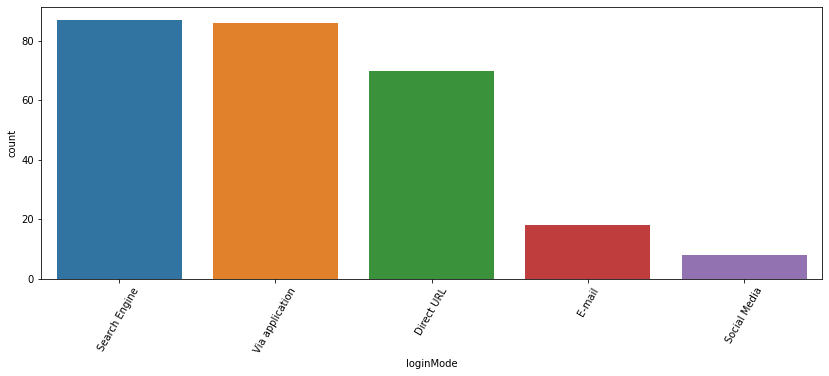 80
60
40
20
0
count
Search Engine
Via application
Direct URL
E-mail
Social Media
loginMode